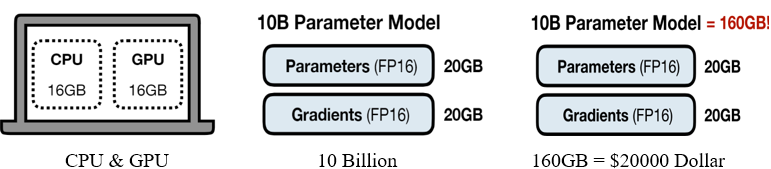 CPU
16GB
GPU
16GB
CPU & GPU
10B Parameter Model
Parameters (FP16) 20GB
Gradients (FP16) 20GB
10 Billion
10B Parameter Model = 160GB!
Parameters (FP16) 20GB
Gradients (FP16) 20GB
160GB = $20000 Dollar